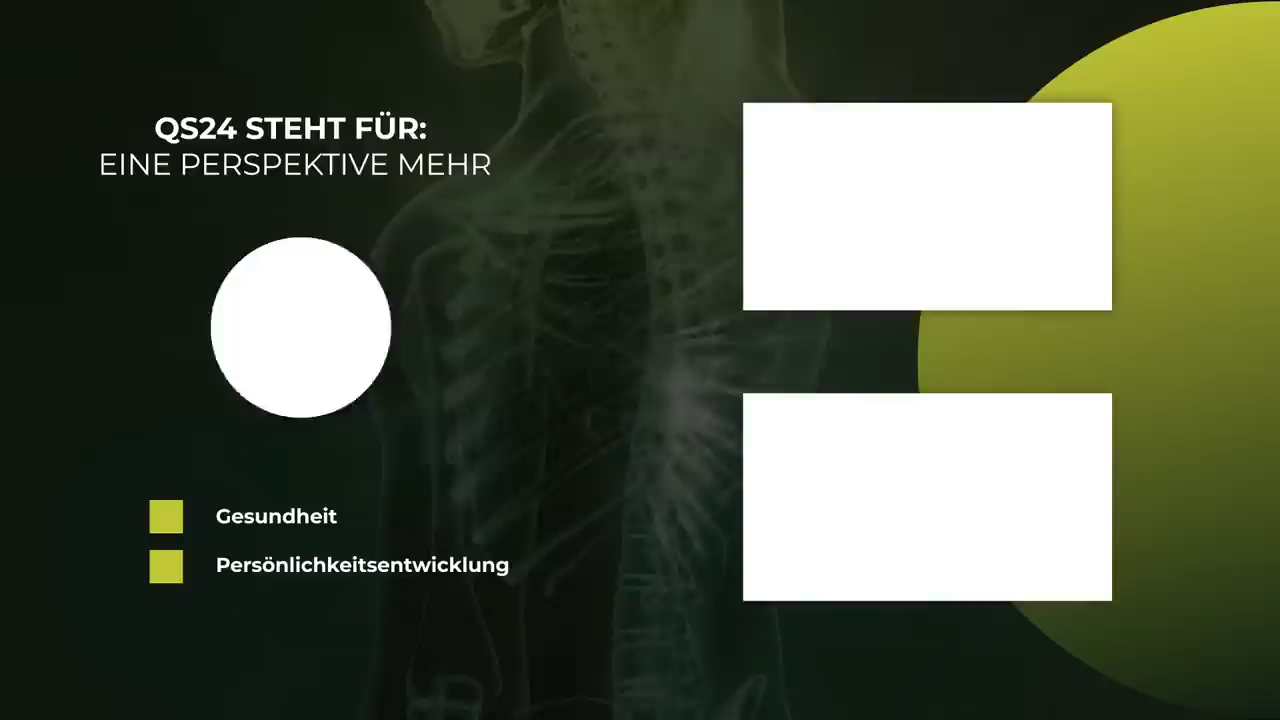 QS24 STEHT FÜR:
EINE PERSPEKTIVE MEHR
Gesundheit
Persönlichkeitsentwicklung